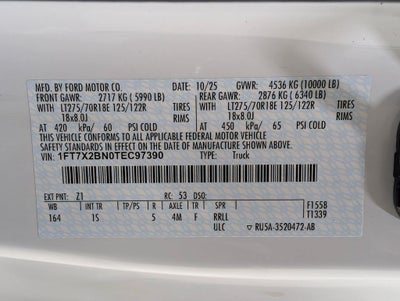 MFD. BY FORD MOTOR CO. 10/25 GVWR: 4536 KG (10000 LB)
FRONT GAWR: 2717 KG (5990 LB) REAR GAWR: 2876 KG (6340 LB)
WITH LT275/70R18E 125/122R TIRES WITH LT275/70R18E 125/122R TIRES
18x8.0J RIMS 18x8.0J RIMS
AT 420 kPa/ 60 PSI COLD AT 450 kPa/ 65 PSI COLD
THIS VEHICLE CONFORMS TO ALL APPLICABLE FEDERAL MOTOR VEHICLE
SAFETY STANDARDS IN EFFECT ON THE DATE OF MANUFACTURE SHOWN ABOVE.
VIN: 1FT7X2BN0TEC97390 TYPE: Truck
EXT PNT: Z1 RC: 53 DSO:
WB INT TR TP/PS R AXLE TR SPR F1558
164 1S 5 4M F RRLL T1339
ULC RU5A-3520472-AB